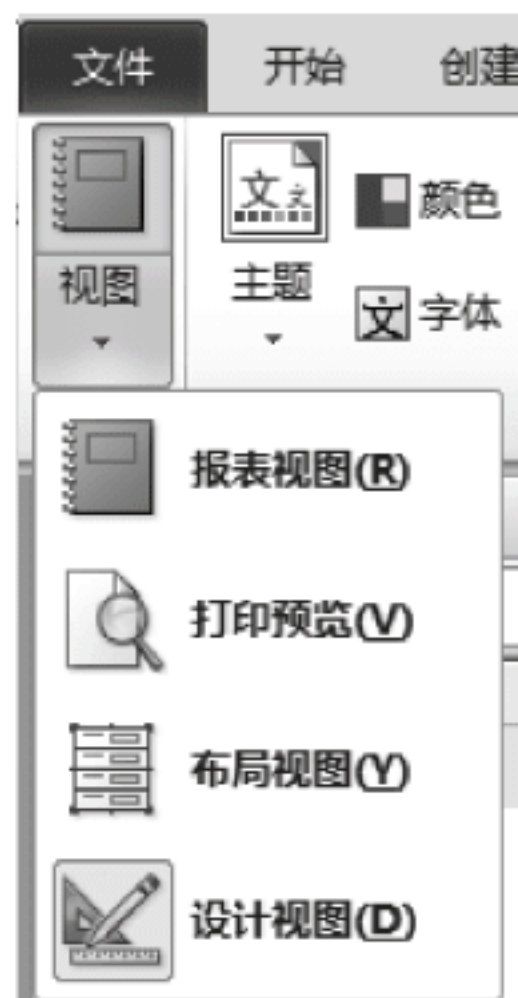 文件 开始 创建
颜色
视图 主题 字体
报表视图(R)
打印预览(V)
布局视图(Y)
设计视图(D)